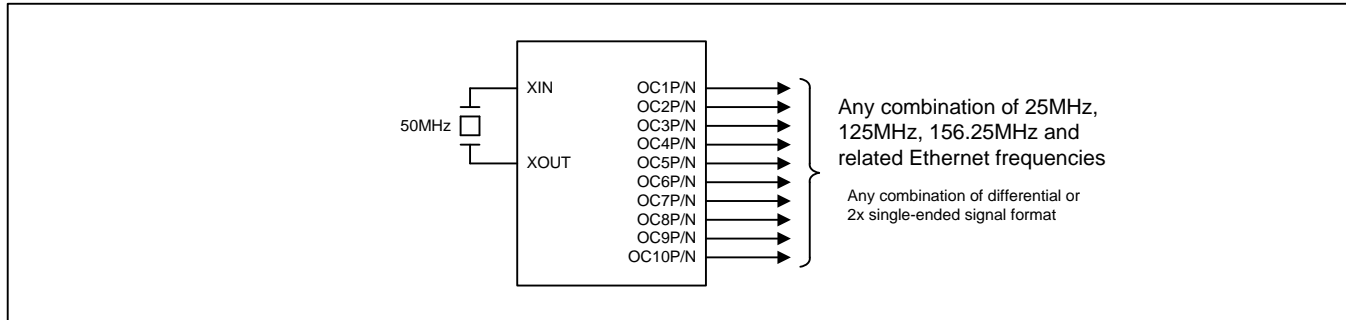 50MHz
XIN
XOUT
OC1P/N
OC2P/N
OC3P/N
OC4P/N
OC5P/N
OC6P/N
OC7P/N
OC8P/N
OC9P/N
OC10P/N
Any combination of 25MHz,
125MHz, 156.25MHz and
related Ethernet frequencies
Any combination of differential or
2x single-ended signal format